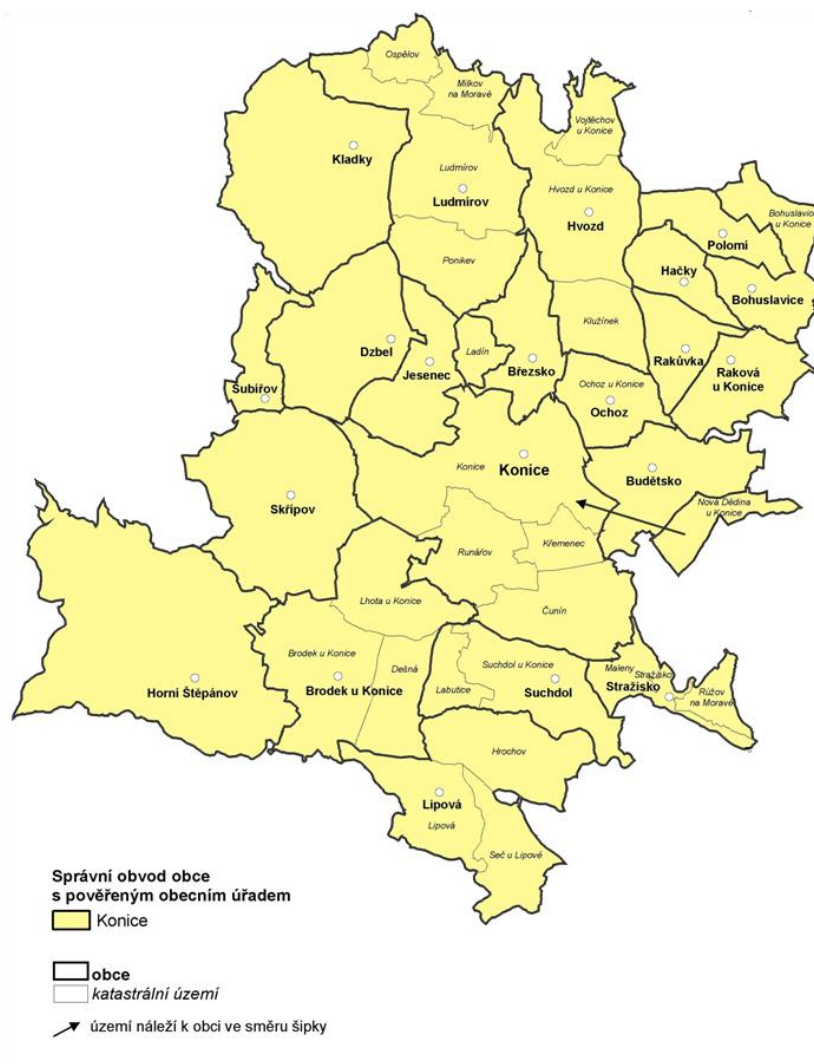 Ospělov
Milkov
na Moravě
Vojtěchov
u Konice
Kladky
Ludmírov
Ludmírov
Hvozd u Konice
Hvozd
Bohuslavice
u Konice
Polomí
Ponikev
Hačky
Bohuslavice
Klužínek
Dzbel
Jesenec
Ladín
Březsko
Rakůvka
Raková
u Konice
Šubířov
Ochoz u Konice
Ochoz
Konice
Konice
Budětsko
Skřípov
Nová Dědina
u Konice
Runářov
Křemenec
Lhota u Konice
Čunín
Brodek u Konice
Dešná
Suchdol u Konice
Maleny
Stražisko
Horní Štěpánov
Brodek u Konice
Labutice
Suchdol
Stražisko
Růžov
na Moravě
Hrochov
Lipová
Lipová
Seč u Lipové
Správní obvod obce
s pověřeným obecním úřadem
Konice
obce
katastrální území
území náleží k obci ve směru šipky